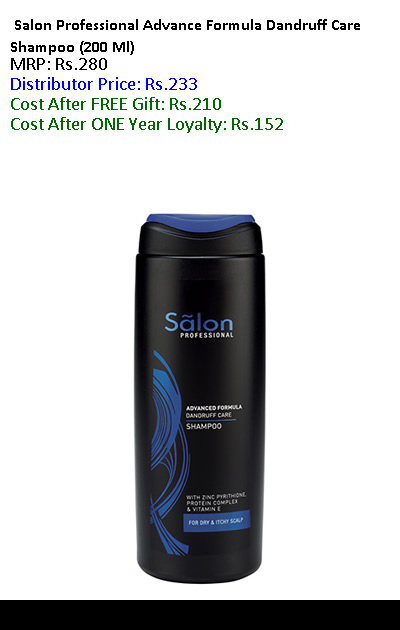 Salon Professional Advance Formula Dandruff Care
Shampoo (200 Ml)
MRP: Rs.280
Distributor Price: Rs.233
Cost After FREE Gift: Rs.210
Cost After ONE Year Loyalty: Rs.152
Sãlon
PROFESSIONAL
ADVANCED FORMULA
DANDRUFF CARE
SHAMPOO
WITH ZINC PYRITHIONE,
PROTEIN COMPLEX
& VITAMIN E
FOR DRY & ITCHY SCALP